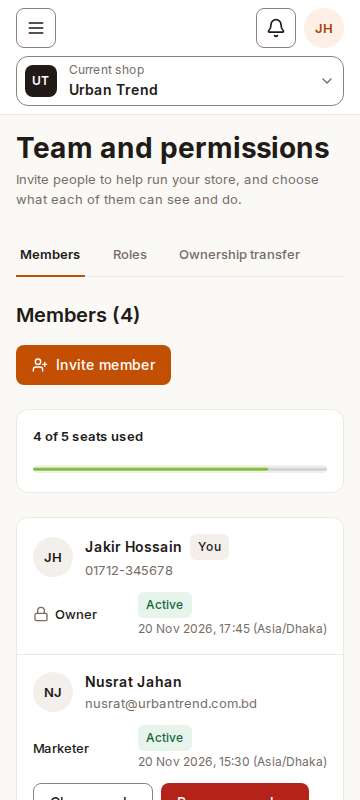 JH
UT
Current shop
Urban Trend
Team and permissions
Invite people to help run your store, and choose
what each of them can see and do.
Members
Roles
Ownership transfer
Members (4)
Invite member
4 of 5 seats used
JH
Jakir Hossain
You
01712-345678
Owner
Active
20 Nov 2026, 17:45 (Asia/Dhaka)
NJ
Nusrat Jahan
nusrat@urbantrend.com.bd
Marketer
Active
20 Nov 2026, 15:30 (Asia/Dhaka)